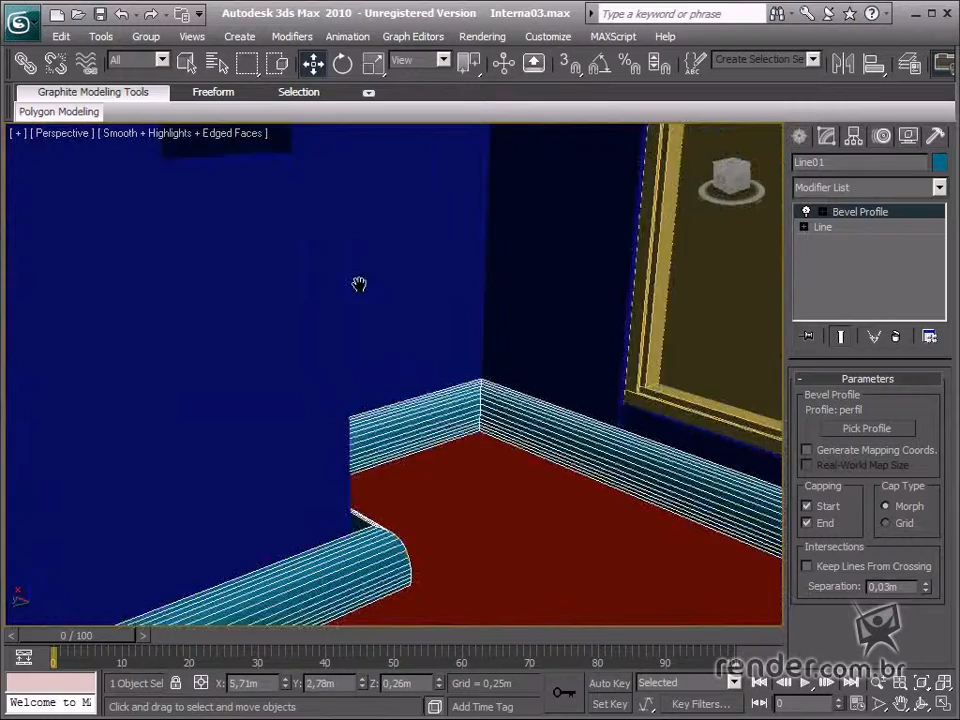 Autodesk 3ds Max 2010 - Unregistered Version Interna03.max
Type a keyword or phrase
Edit Tools Group Views Create Modifiers Animation Graph Editors Rendering Customize MAXScript Help
All View Create Selection Se
Graphite Modeling Tools Freeform Selection
Polygon Modeling
[ + ] [ Perspective ] [ Smooth + Highlights + Edged Faces ]
Line01
Modifier List
Bevel Profile
Line
Parameters
Bevel Profile
Profile: perfil
Pick Profile
Generate Mapping Coords.
Real-World Map Size
Capping Cap Type
Start Morph
End Grid
Intersections
Keep Lines From Crossing
Separation: 0,03m
render.com.br
0 / 100
0 10 20 30 40 50 60 70 80 90
1 Object Sel X: 5,71m Y: 2,78m Z: 0,26m Grid = 0,25m Auto Key Selected
Welcome to M Click and drag to select and move objects Add Time Tag Set Key Key Filters... 0